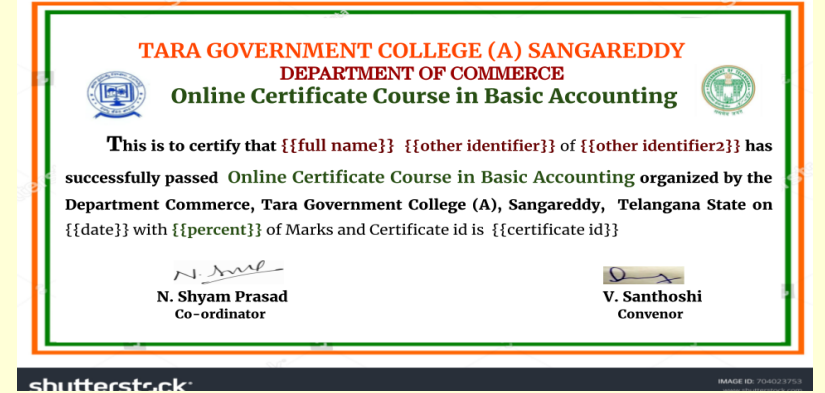 TARA GOVERNMENT COLLEGE (A) SANGAREDDY
DEPARTMENT OF COMMERCE
Online Certificate Course in Basic Accounting
This is to certify that {{full name}} {{other identifier}} of {{other identifier2}} has
successfully passed Online Certificate Course in Basic Accounting organized by the
Department Commerce, Tara Government College (A), Sangareddy, Telangana State on
{{date}} with {{percent}} of Marks and Certificate id is {{certificate id}}
N. Shyam Prasad
Co-ordinator
V. Santhoshi
Convenor
shutterstock
IMAGE ID: 704023753
www.shutterstock.com